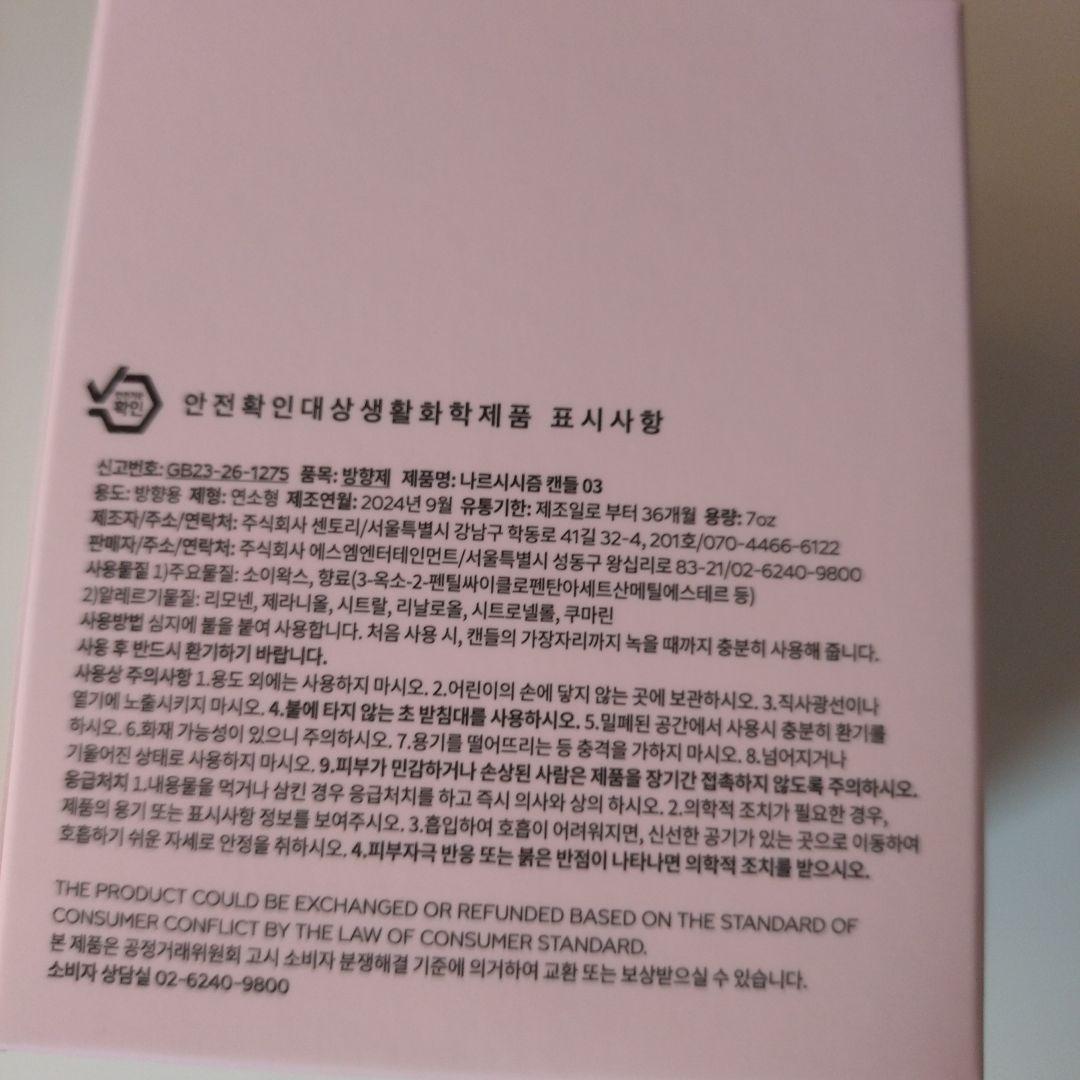 확인
안전확인대상생활화학제품 표시사항
신고번호: GB23-26-1275 품목: 방향제 제품명: 나르시시즘 캔들 03
용도: 방향용 제형: 연소형 제조연월: 2024년 9월 유통기한: 제조일로 부터 36개월 용량: 7oz
제조자/주소/연락처: 주식회사 센토리/서울특별시 강남구 학동로 41길 32-4, 201호/070-4466-6122
판매자/주소/연락처: 주식회사 에스엠엔터테인먼트/서울특별시 성동구 왕십리로 83-21/02-6240-9800
사용물질 1)주요물질: 소이왁스, 향료(3-옥소-2-펜틸싸이클로펜탄아세트산메틸에스테르 등)
2)알레르기물질: 리모넨, 제라니올, 시트랄, 리날로올, 시트로넬롤, 쿠마린
사용방법 심지에 불을 붙여 사용합니다. 처음 사용 시, 캔들의 가장자리까지 녹을 때까지 충분히 사용해 줍니다.
사용 후 반드시 환기하기 바랍니다.
사용상 주의사항 1.용도 외에는 사용하지 마시오. 2.어린이의 손에 닿지 않는 곳에 보관하시오. 3.직사광선이나
열기에 노출시키지 마시오. 4.불에 타지 않는 초 받침대를 사용하시오. 5.밀폐된 공간에서 사용시 충분히 환기를
하시오. 6.화재 가능성이 있으니 주의하시오. 7.용기를 떨어뜨리는 등 충격을 가하지 마시오. 8.넘어지거나
기울어진 상태로 사용하지 마시오. 9.피부가 민감하거나 손상된 사람은 제품을 장기간 접촉하지 않도록 주의하시오.
응급처치 1.내용물을 먹거나 삼킨 경우 응급처치를 하고 즉시 의사와 상의 하시오. 2.의학적 조치가 필요한 경우,
제품의 용기 또는 표시사항 정보를 보여주시오. 3.흡입하여 호흡이 어려워지면, 신선한 공기가 있는 곳으로 이동하여
호흡하기 쉬운 자세로 안정을 취하시오. 4.피부자극 반응 또는 붉은 반점이 나타나면 의학적 조치를 받으시오.
THE PRODUCT COULD BE EXCHANGED OR REFUNDED BASED ON THE STANDARD OF
CONSUMER CONFLICT BY THE LAW OF CONSUMER STANDARD.
본 제품은 공정거래위원회 고시 소비자 분쟁해결 기준에 의거하여 교환 또는 보상받으실 수 있습니다.
소비자 상담실 02-6240-9800